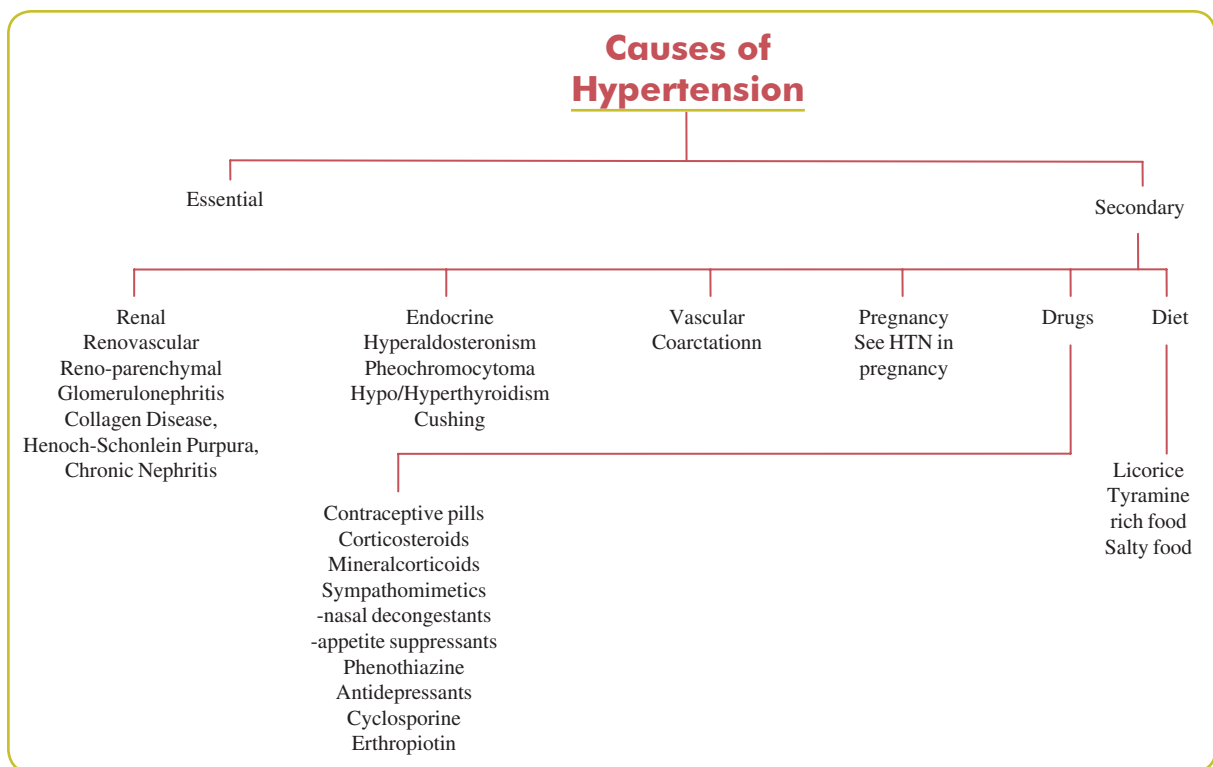 Causes of
Hypertension
Essential
Secondary
Renal
Renovascular
Reno-parenchymal
Glomerulonephritis
Collagen Disease,
Henoch-Schonlein Purpura,
Chronic Nephritis
Endocrine
Hyperaldosteronism
Pheochromocytoma
Hypo/Hyperthyroidism
Cushing
Vascular
Coarctationn
Pregnancy
See HTN in
pregnancy
Drugs
Diet
Contraceptive pills
Corticosteroids
Mineralcorticoids
Sympathomimetics
-nasal decongestants
-appetite suppressants
Phenothiazine
Antidepressants
Cyclosporine
Erthropiotin
Licorice
Tyramine
rich food
Salty food